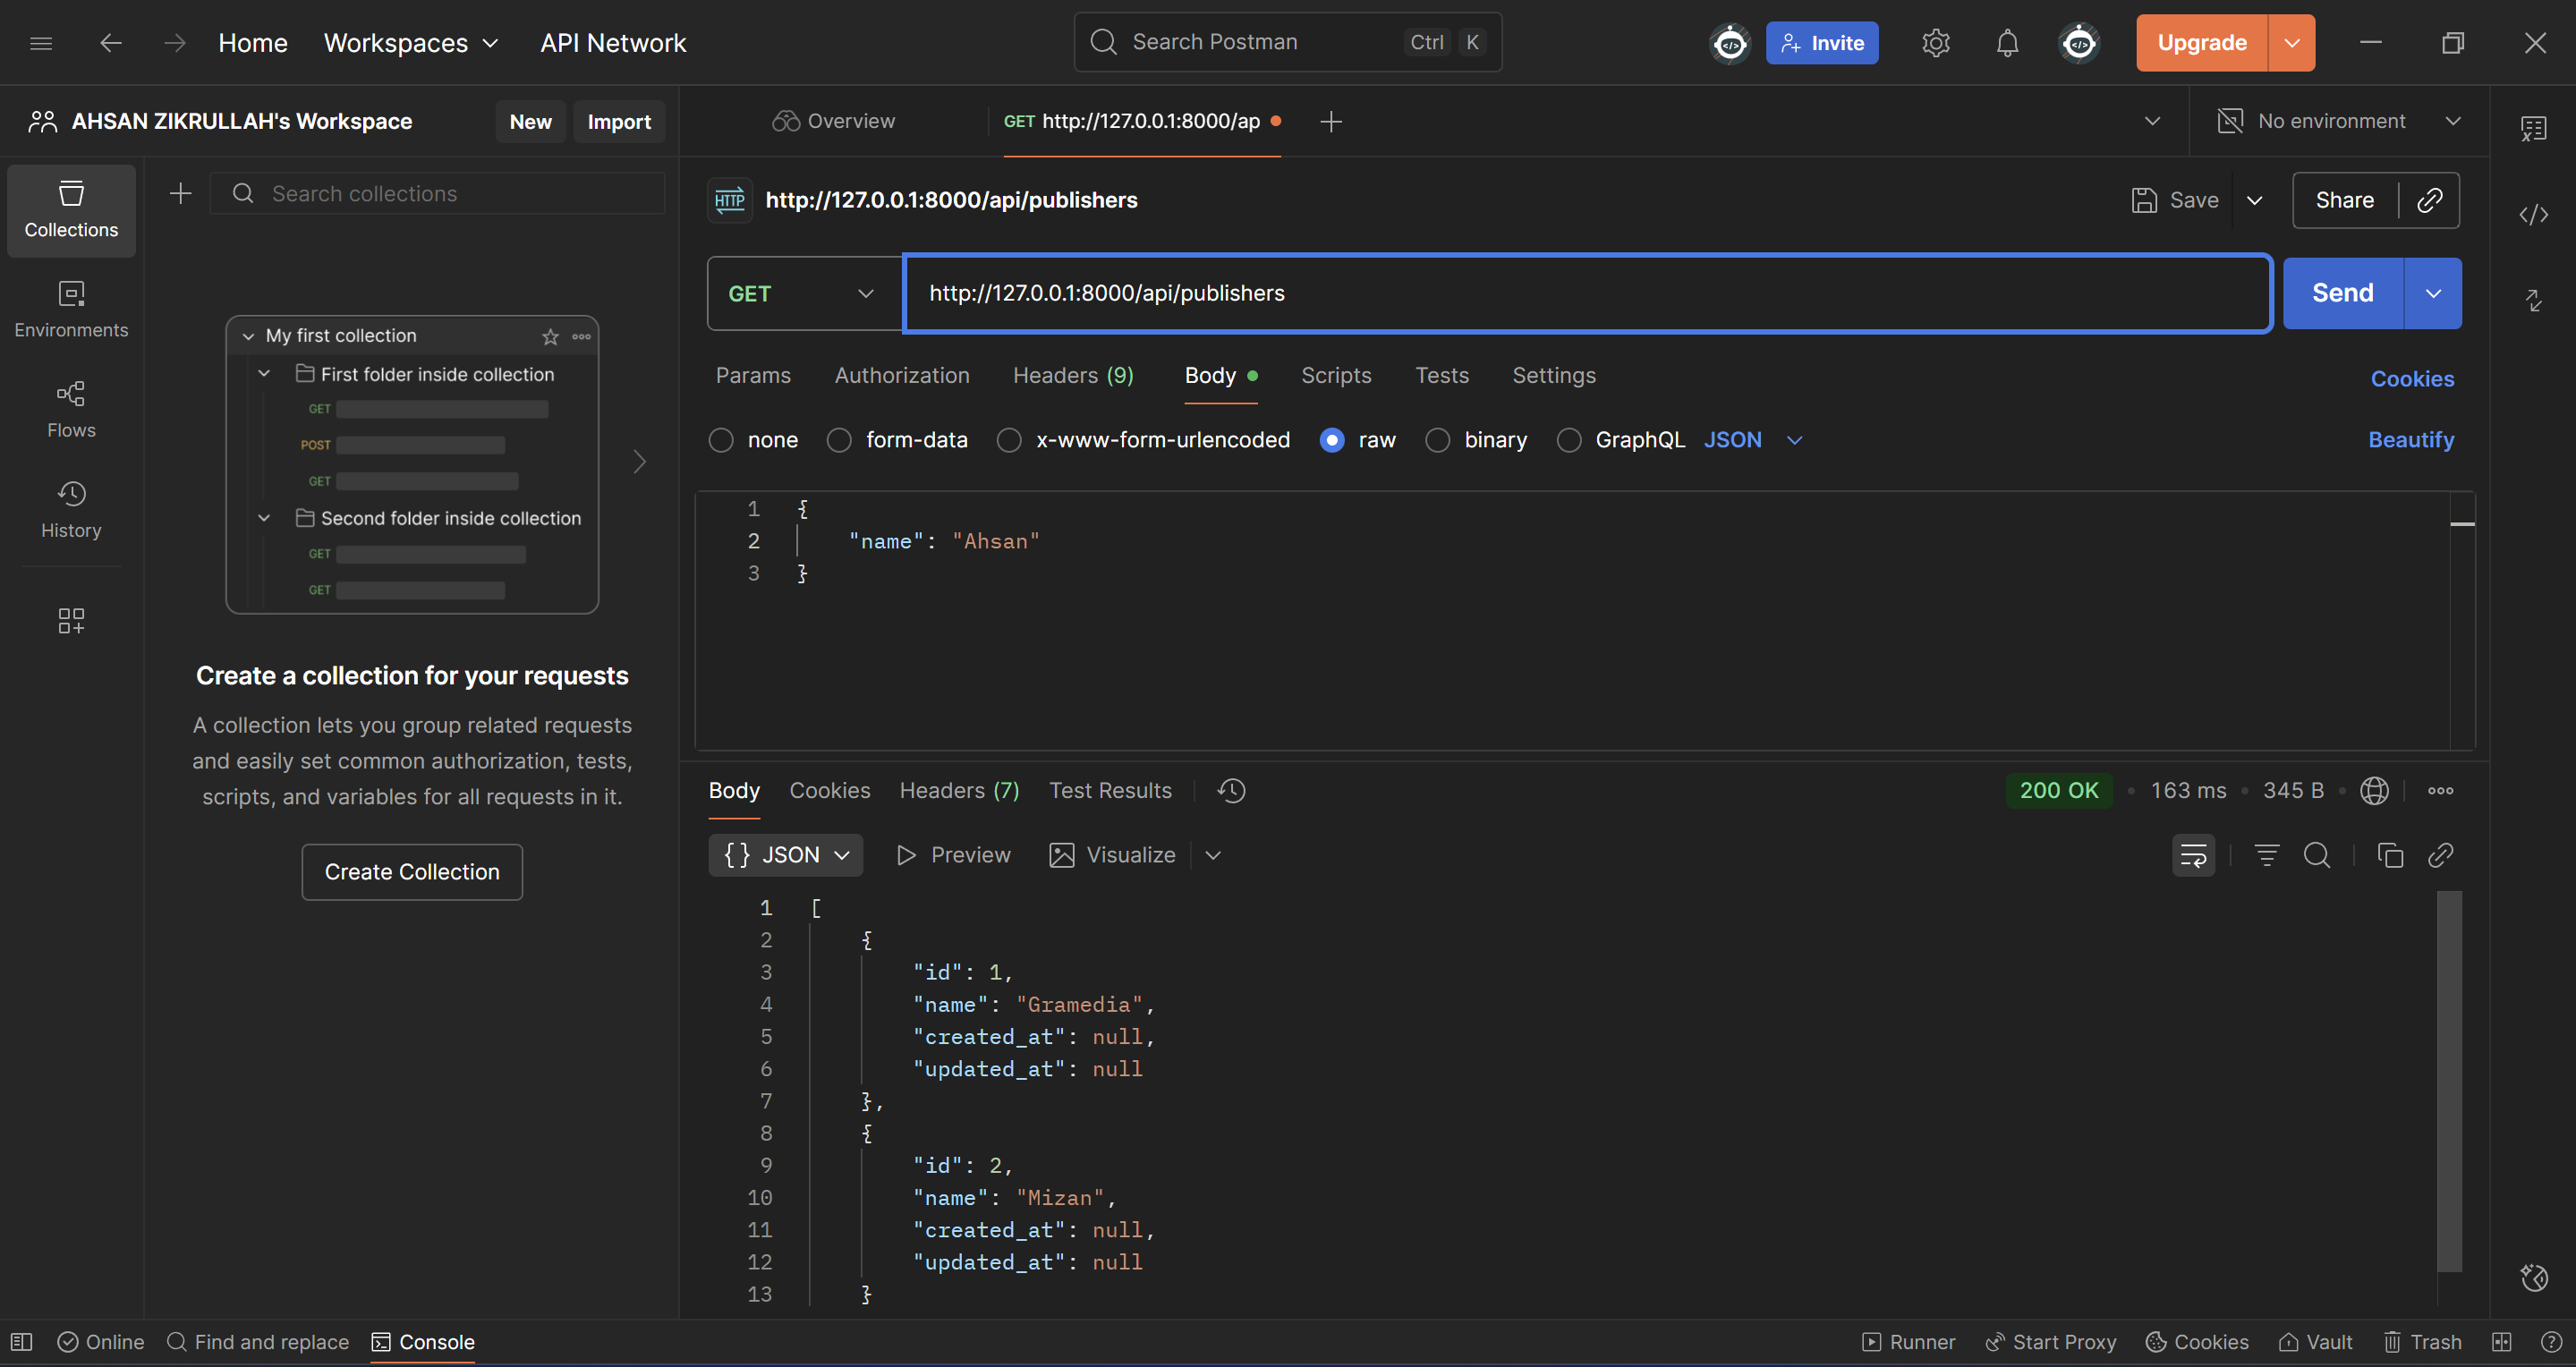 Home Workspaces API Network Search Postman Ctrl K Invite Upgrade
AHSAN ZIKRULLAH's Workspace New Import Overview GET http://127.0.0.1:8000/ap No environment
Collections
Search collections
HTTP http://127.0.0.1:8000/api/publishers Save Share
Environments
GET http://127.0.0.1:8000/api/publishers Send
Flows
History
My first collection
First folder inside collection
GET
POST
GET
Second folder inside collection
GET
GET
Create a collection for your requests
A collection lets you group related requests
and easily set common authorization, tests,
scripts, and variables for all requests in it.
Create Collection
Params Authorization Headers (9) Body Scripts Tests Settings Cookies
none form-data x-www-form-urlencoded raw binary GraphQL JSON Beautify
1 {
2 "name": "Ahsan"
3 }
Body Cookies Headers (7) Test Results 200 OK • 163 ms • 345 B •
{} JSON Preview Visualize
1 [
2 {
3 "id": 1,
4 "name": "Gramedia",
5 "created_at": null,
6 "updated_at": null
7 },
8 {
9 "id": 2,
10 "name": "Mizan",
11 "created_at": null,
12 "updated_at": null
13 }
Online Find and replace Console Runner Start Proxy Cookies Vault Trash